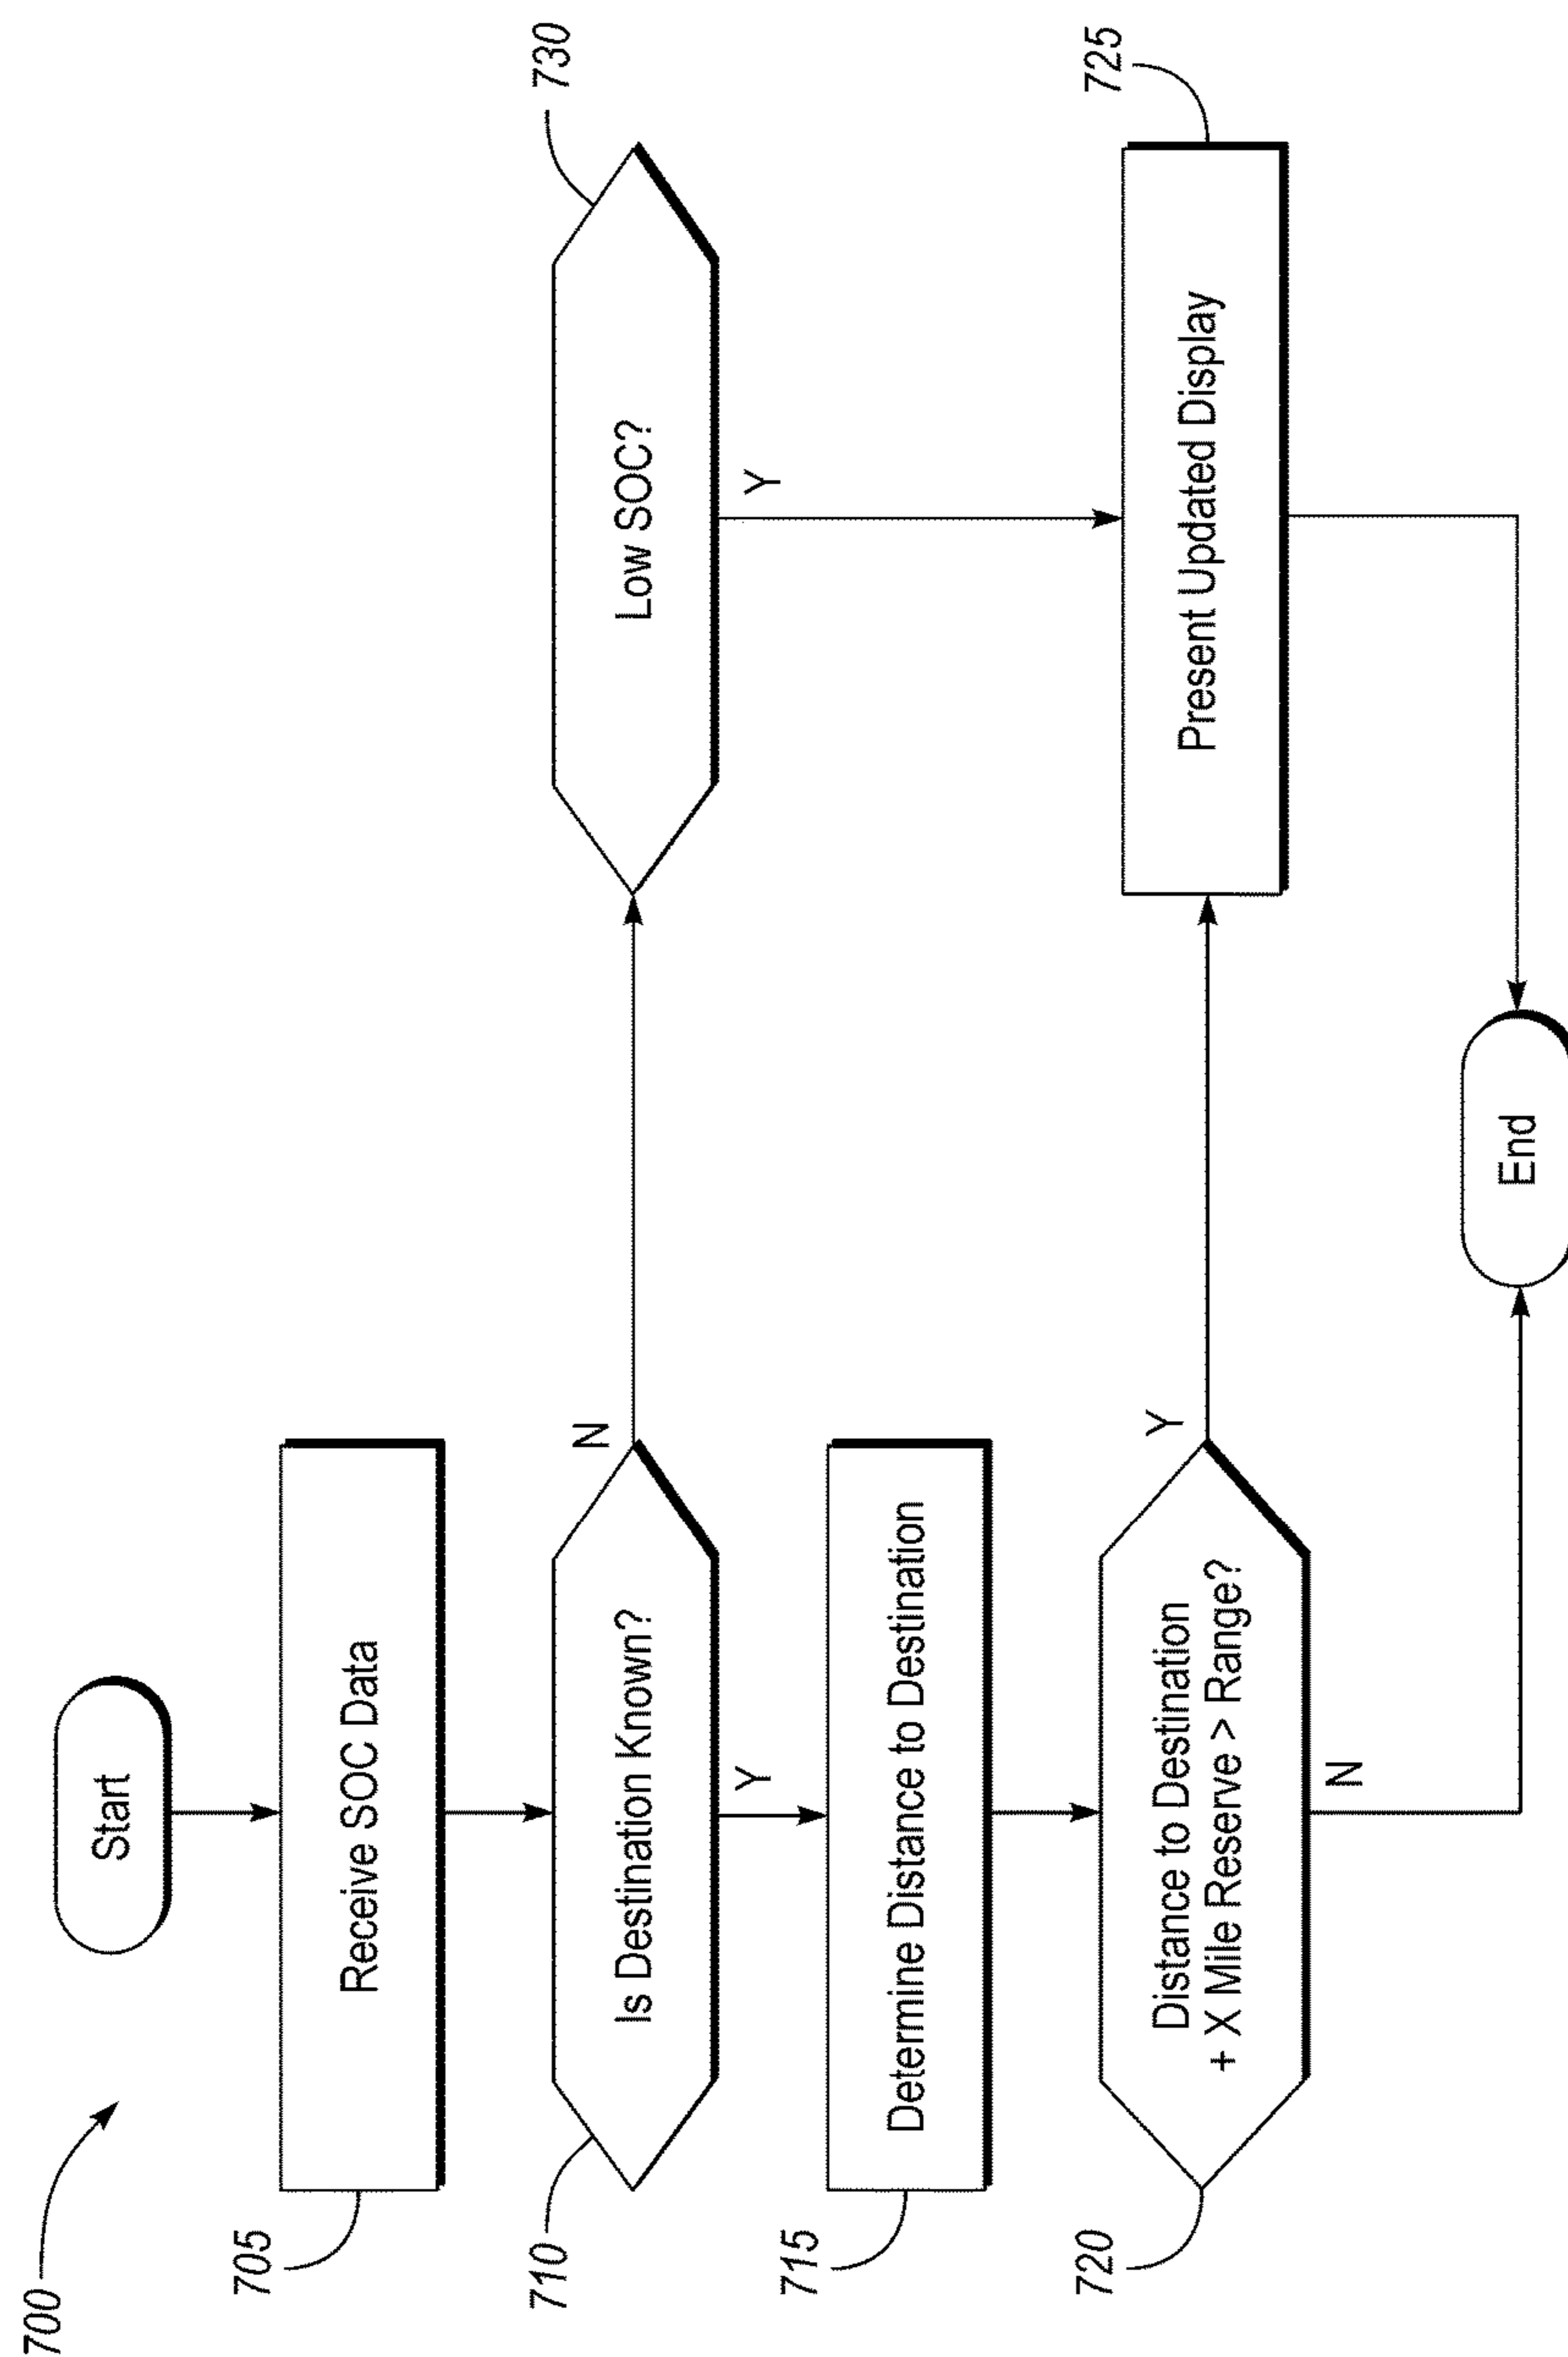 700
Start
705
Receive SOC Data
710
Is Destination Known?
N
Y
Low SOC?
730
Y
715
Determine Distance to Destination
720
Distance to Destination
+ X Mile Reserve > Range?
Y
N
Present Updated Display
725
End